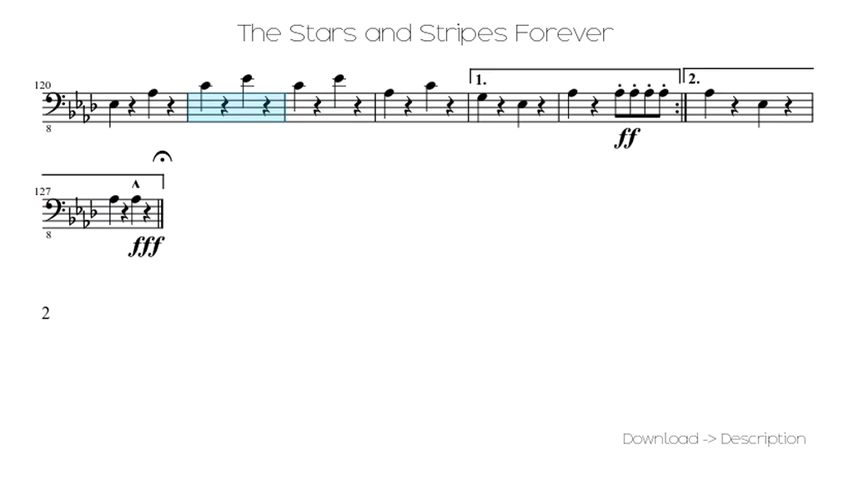 The Stars and Stripes Forever
120
1.
2.
8
ff
127
8
fff
2
Download -> Description